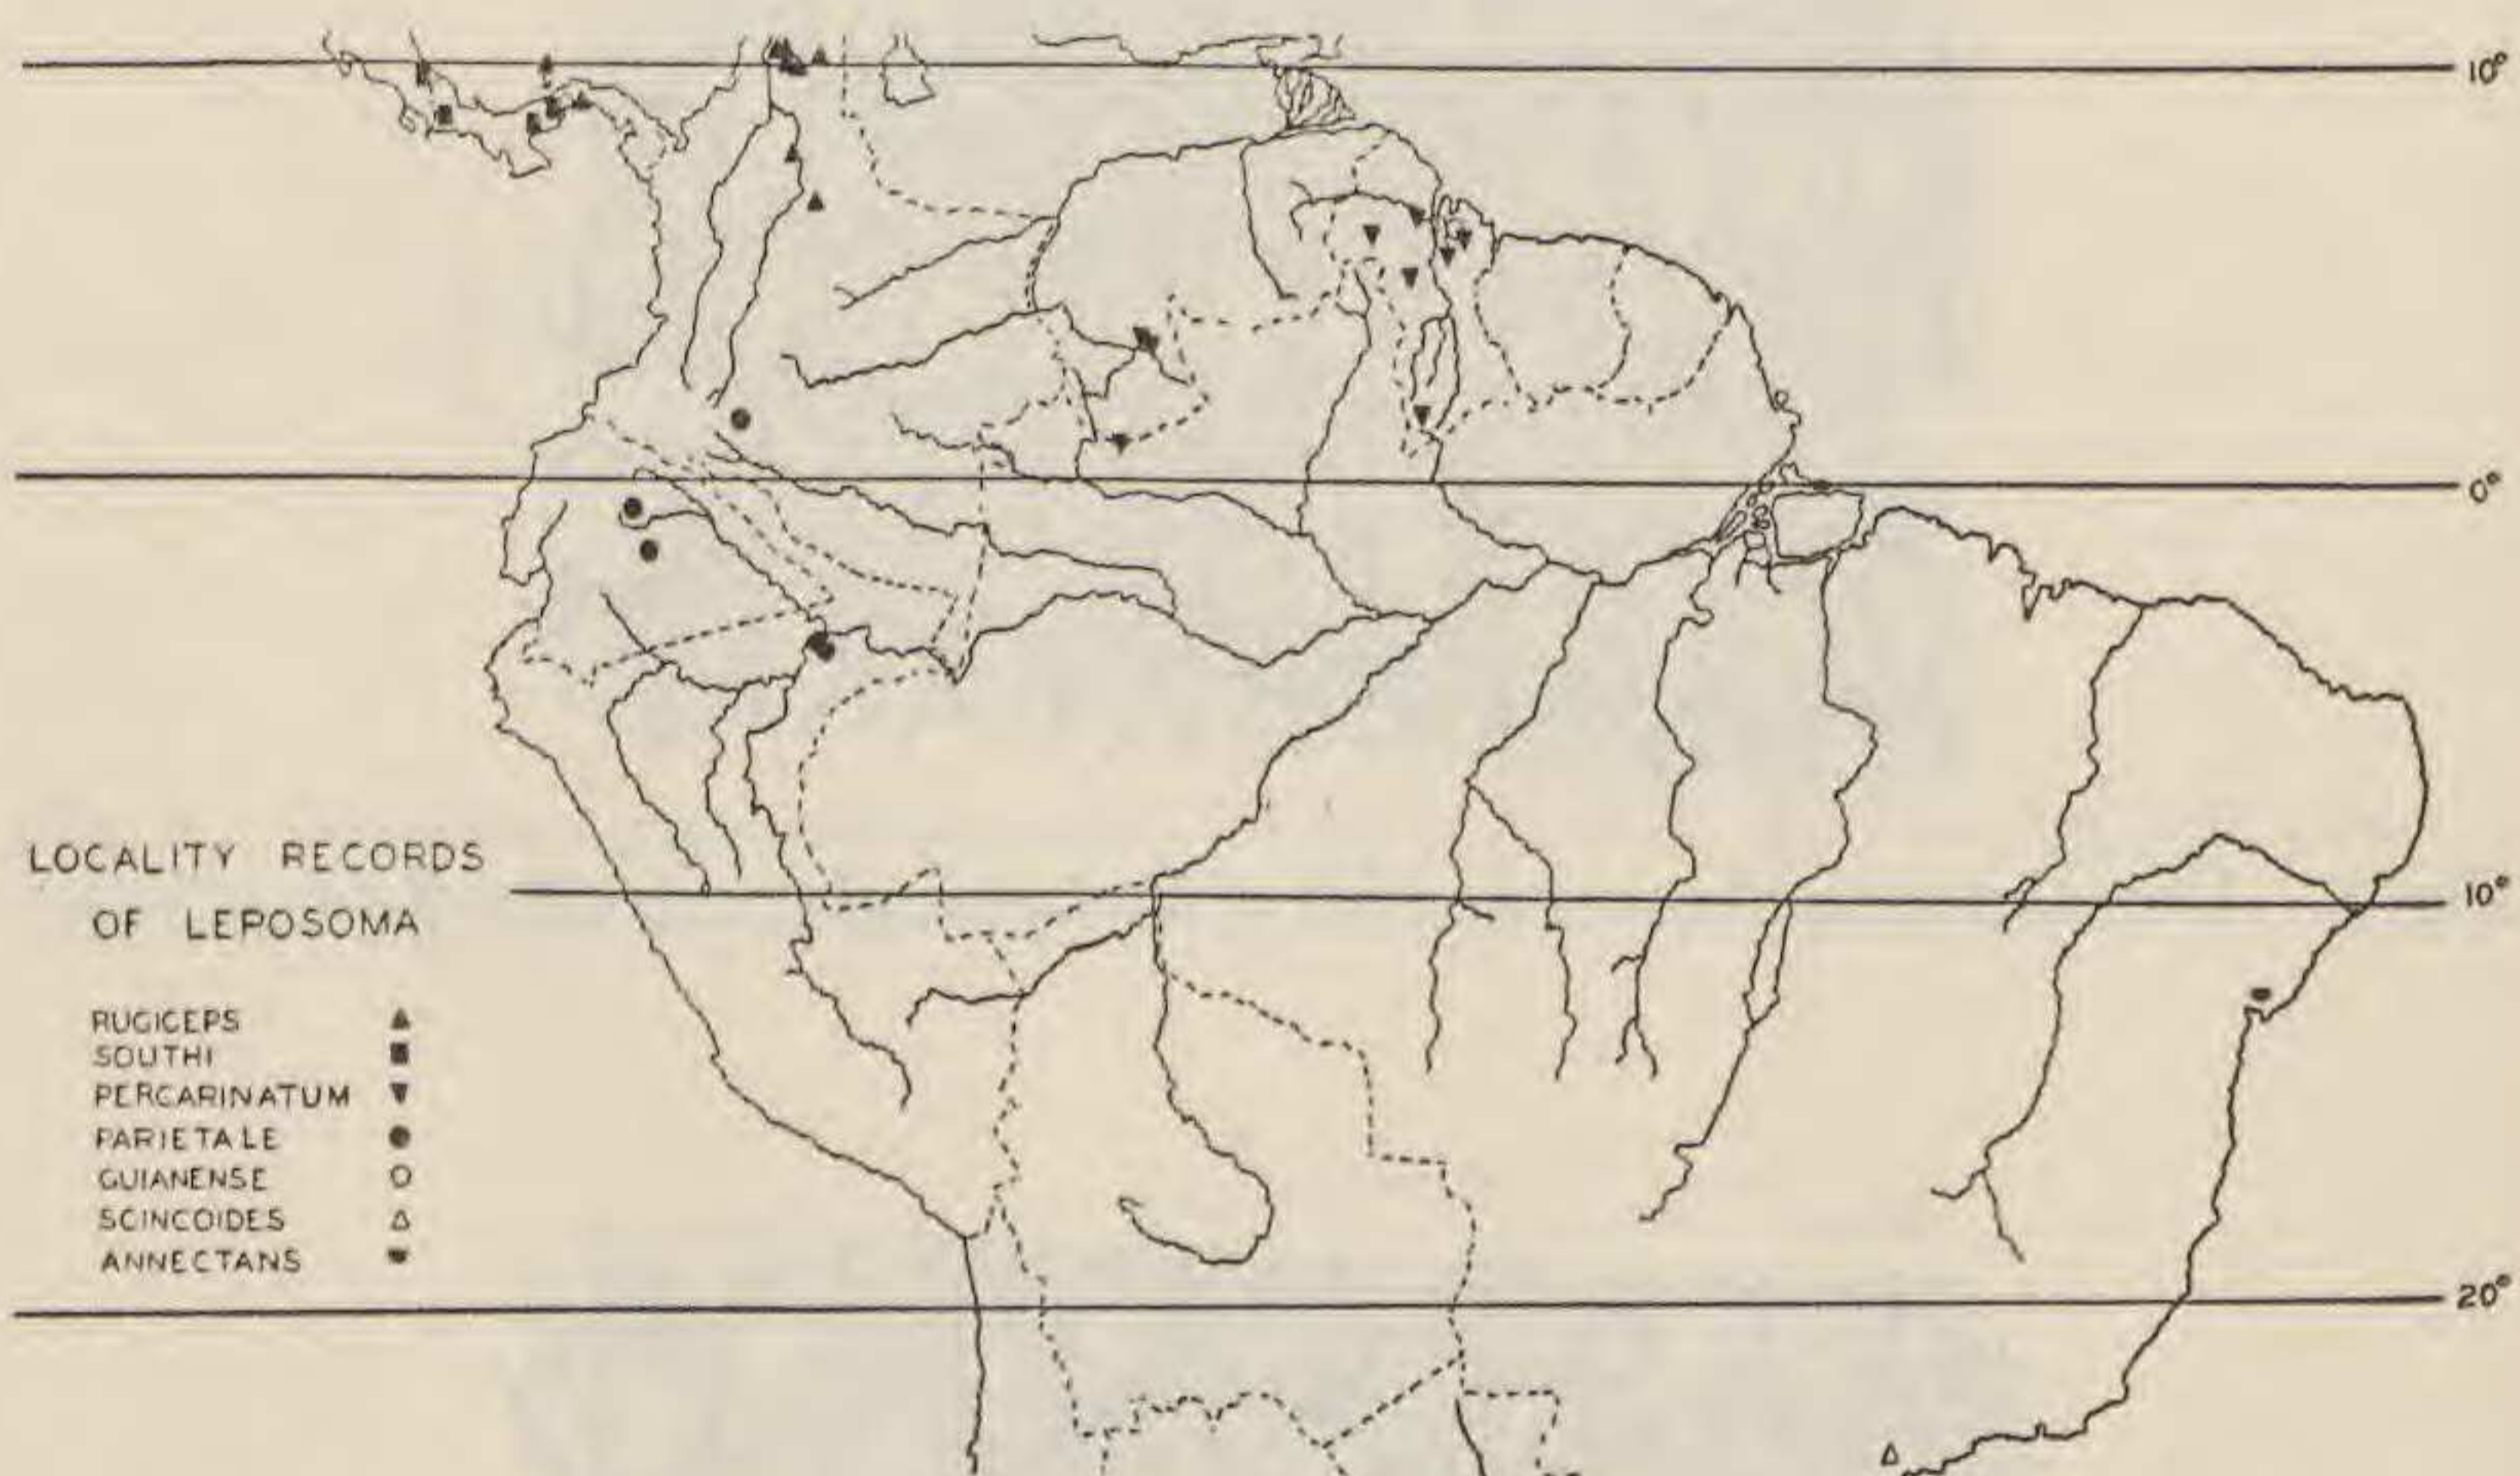 10°
0°
LOCALITY RECORDS
OF LEPOSOMA
10°
RUGICEPS
SOUTHI
PERCARINATUM
PARIETALE
GUIANENSE
SCINCOIDES
ANNECTANS
20°